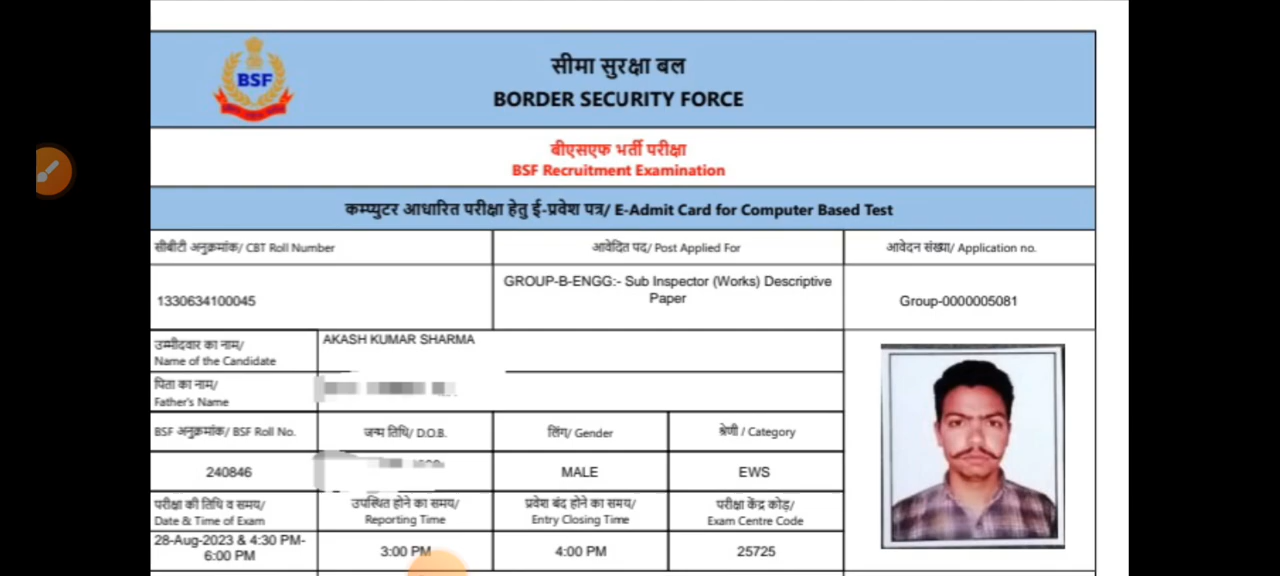 BSF
सीमा सुरक्षा बल
BORDER SECURITY FORCE
बीएसएफ भर्ती परीक्षा
BSF Recruitment Examination
कम्प्युटर आधारित परीक्षा हेतु ई-प्रवेश पत्र/ E-Admit Card for Computer Based Test
सीबीटी अनुक्रमांक/ CBT Roll Number
आवेदित पद/ Post Applied For
आवेदन संख्या/ Application no.
1330634100045
GROUP-B-ENGG:- Sub Inspector (Works) Descriptive
Paper
Group-0000005081
उम्मीदवार का नाम/
Name of the Candidate
AKASH KUMAR SHARMA
पिता का नाम/
Father's Name
BSF अनुक्रमांक/ BSF Roll No.
जन्म तिथि/ D.O.B.
लिंग/ Gender
श्रेणी / Category
240846
MALE
EWS
परीक्षा की तिथि व समय/
Date & Time of Exam
उपस्थित होने का समय/
Reporting Time
प्रवेश बंद होने का समय/
Entry Closing Time
परीक्षा केंद्र कोड़/
Exam Centre Code
28-Aug-2023 & 4:30 PM-
6:00 PM
3:00 PM
4:00 PM
25725